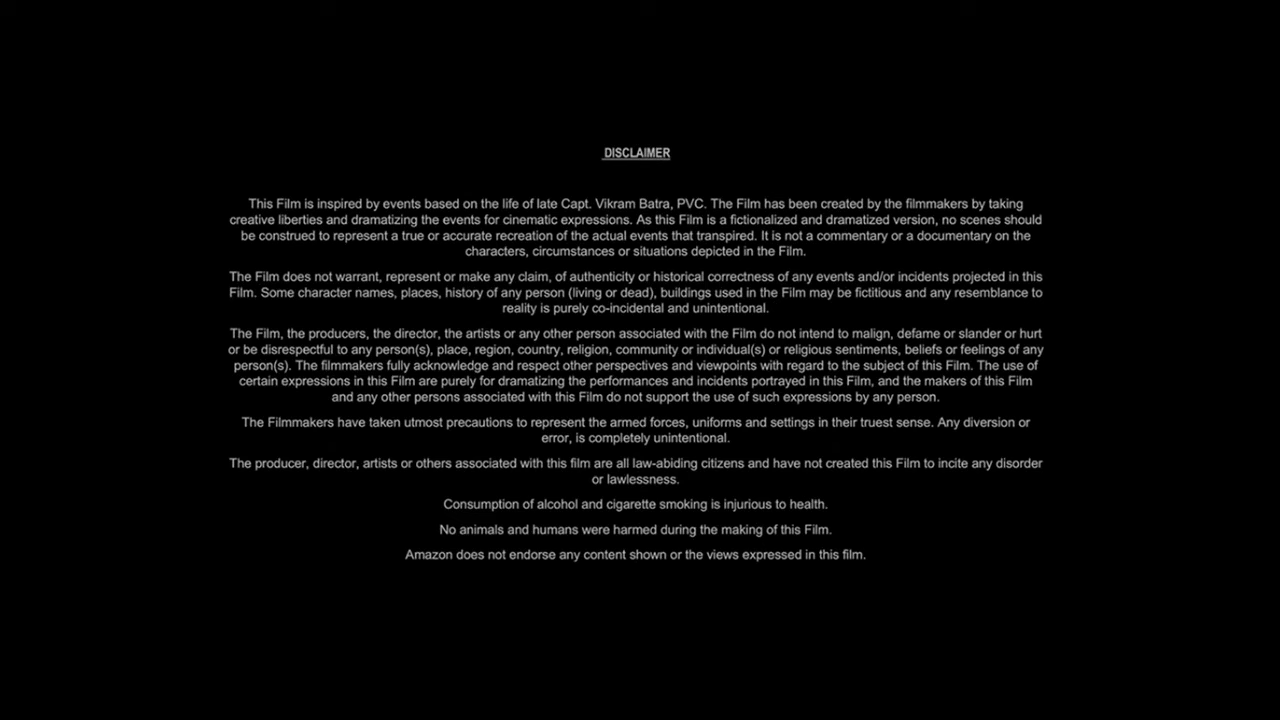 DISCLAIMER
This Film is inspired by events based on the life of late Capt. Vikram Batra, PVC. The Film has been created by the filmmakers by taking
creative liberties and dramatizing the events for cinematic expressions. As this Film is a fictionalized and dramatized version, no scenes should
be construed to represent a true or accurate recreation of the actual events that transpired. It is not a commentary or a documentary on the
characters, circumstances or situations depicted in the Film.
The Film does not warrant, represent or make any claim, of authenticity or historical correctness of any events and/or incidents projected in this
Film. Some character names, places, history of any person (living or dead), buildings used in the Film may be fictitious and any resemblance to
reality is purely co-incidental and unintentional.
The Film, the producers, the director, the artists or any other person associated with the Film do not intend to malign, defame or slander or hurt
or be disrespectful to any person(s), place, region, country, religion, community or individual(s) or religious sentiments, beliefs or feelings of any
person(s). The filmmakers fully acknowledge and respect other perspectives and viewpoints with regard to the subject of this Film. The use of
certain expressions in this Film are purely for dramatizing the performances and incidents portrayed in this Film, and the makers of this Film
and any other persons associated with this Film do not support the use of such expressions by any person.
The Filmmakers have taken utmost precautions to represent the armed forces, uniforms and settings in their truest sense. Any diversion or
error, is completely unintentional.
The producer, director, artists or others associated with this film are all law-abiding citizens and have not created this Film to incite any disorder
or lawlessness.
Consumption of alcohol and cigarette smoking is injurious to health.
No animals and humans were harmed during the making of this Film.
Amazon does not endorse any content shown or the views expressed in this film.